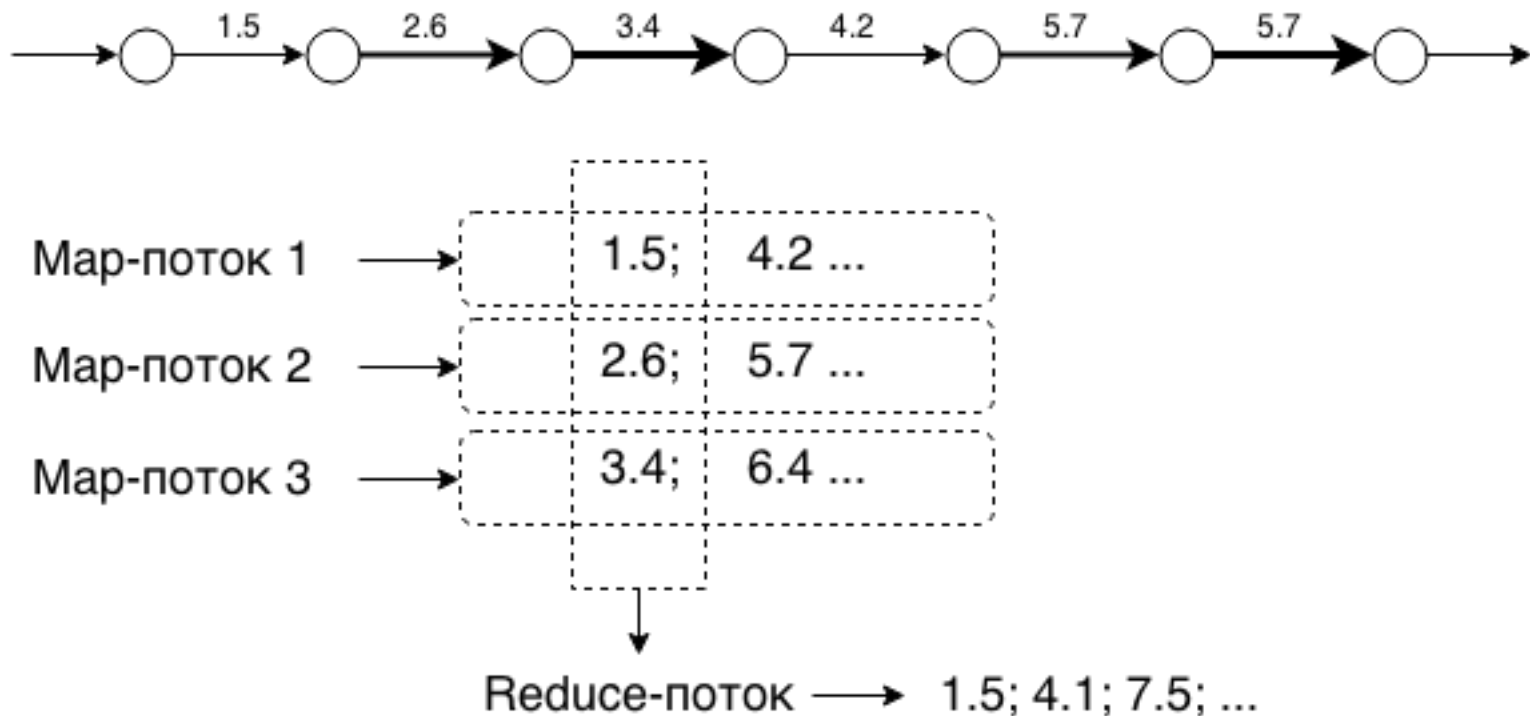 1.5 2.6 3.4 4.2 5.7 5.7
Map-поток 1 1.5; 4.2 ...
Map-поток 2 2.6; 5.7 ...
Map-поток 3 3.4; 6.4 ...
Reduce-поток 1.5; 4.1; 7.5; ...